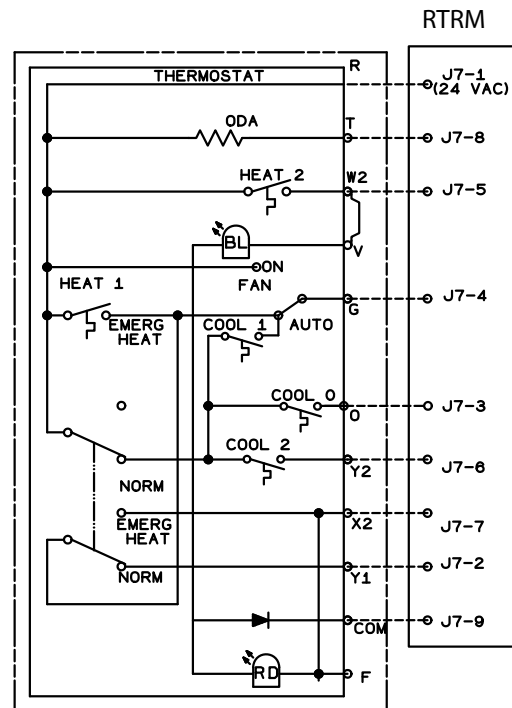 RTRM
R
THERMOSTAT
J7-1
(24 VAC)
ODA
T
J7-8
HEAT 2
W2
J7-5
BL
V
ON
FAN
HEAT 1
G
J7-4
EMERG
HEAT
COOL 1
AUTO
COOL O
O
J7-3
COOL 2
Y2
J7-6
NORM
EMERG
HEAT
X2
J7-7
NORM
Y1
J7-2
COM
J7-9
RD
F